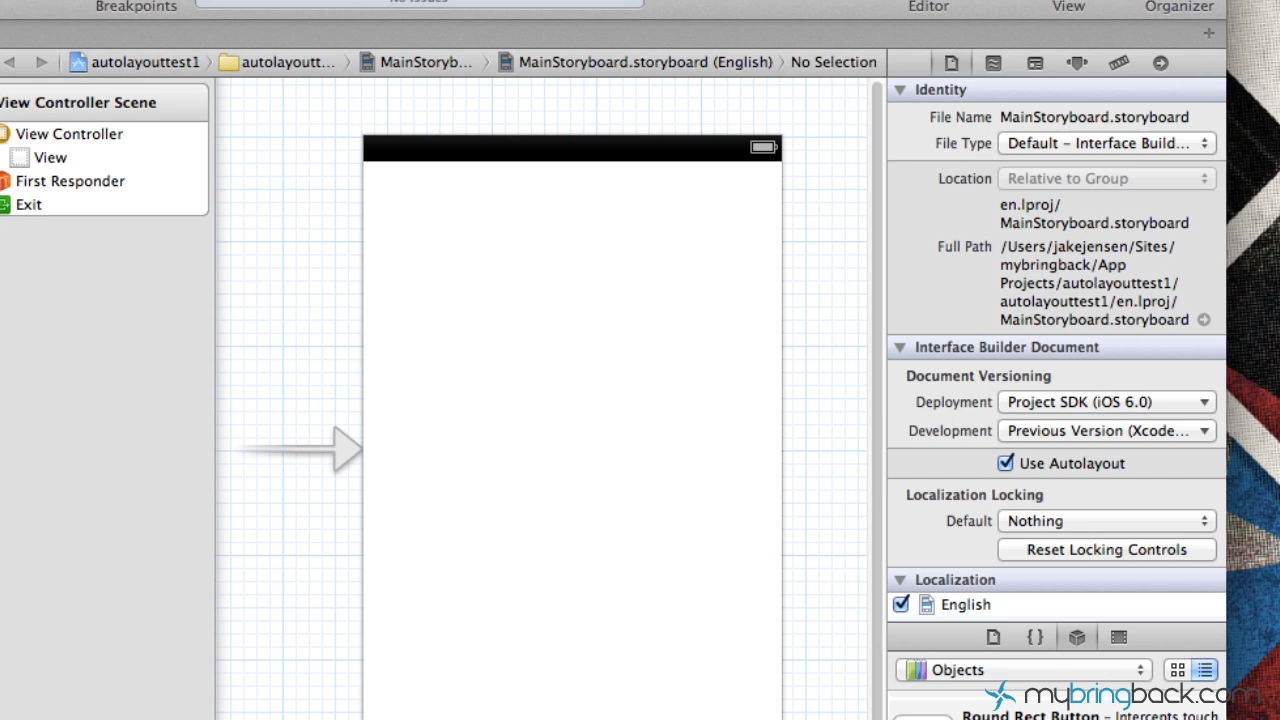 Breakpoints
No Issues
Editor View Organizer
autolayouttest1 autolayoutt... MainStoryb... MainStoryboard.storyboard (English) No Selection
View Controller Scene
View Controller
View
First Responder
Exit
Identity
File Name MainStoryboard.storyboard
File Type Default – Interface Build...
Location Relative to Group
en.lproj/
MainStoryboard.storyboard
Full Path /Users/jakejensen/Sites/
mybringback/App
Projects/autolayouttest1/
autolayouttest1/en.lproj/
MainStoryboard.storyboard
Interface Builder Document
Document Versioning
Deployment Project SDK (iOS 6.0)
Development Previous Version (Xcode...
Use Autolayout
Localization Locking
Default Nothing
Reset Locking Controls
Localization
English
{ }
Objects
mybringback.com
Round Rect Button – Intercepts touch